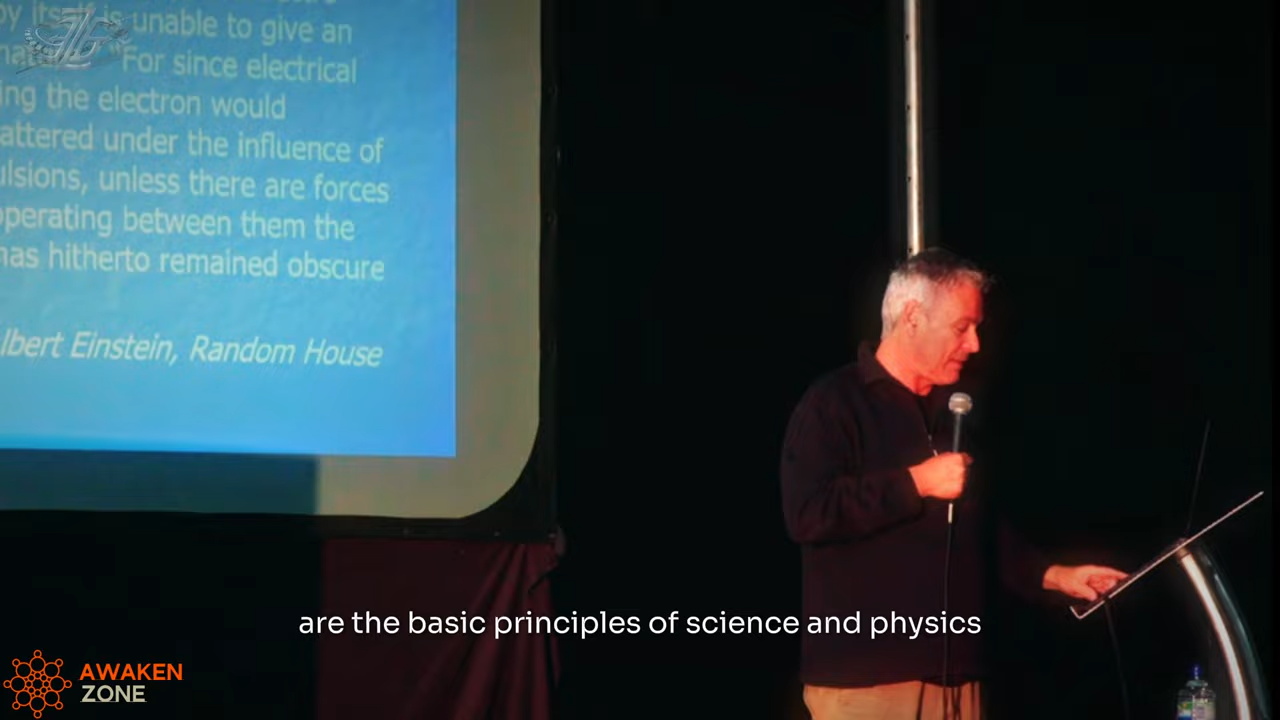 by itself is unable to give an
For since electrical
ing the electron would
attered under the influence of
ulsions, unless there are forces
operating between them the
has hitherto remained obscure
lbert Einstein, Random House
are the basic principles of science and physics
AWAKEN
ZONE